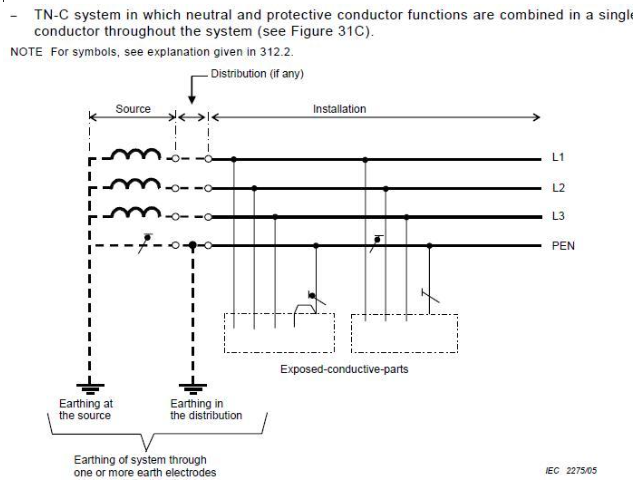 – TN-C system in which neutral and protective conductor functions are combined in a single
conductor throughout the system (see Figure 31C).
NOTE For symbols, see explanation given in 312.2.
Distribution (if any)
Source
Installation
L1
L2
L3
PEN
Exposed-conductive-parts
Earthing at
the source
Earthing in
the distribution
Earthing of system through
one or more earth electrodes
IEC 2275/05